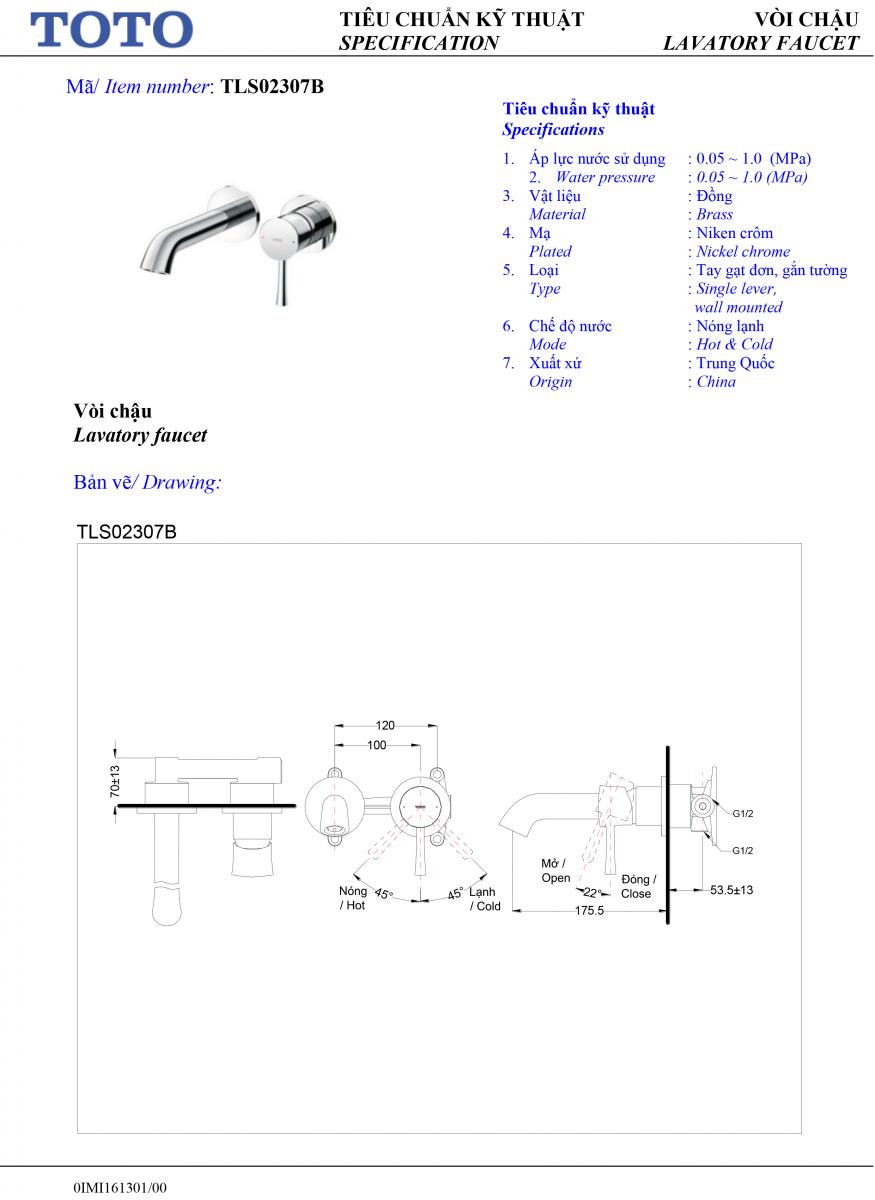 TOTO
TIÊU CHUẨN KỸ THUẬT
SPECIFICATION
VÒI CHẬU
LAVATORY FAUCET
Mã/ Item number: TLS02307B
Tiêu chuẩn kỹ thuật
Specifications
1. Áp lực nước sử dụng : 0.05 ~ 1.0 (MPa)
2. Water pressure : 0.05 ~ 1.0 (MPa)
3. Vật liệu : Đồng
Material : Brass
4. Mạ : Niken crôm
Plated : Nickel chrome
5. Loại : Tay gạt đơn, gắn tường
Type : Single lever,
wall mounted
6. Chế độ nước : Nóng lạnh
Mode : Hot & Cold
7. Xuất xứ : Trung Quốc
Origin : China
Vòi chậu
Lavatory faucet
Bản vẽ/ Drawing:
TLS02307B
120
100
70±13
G1/2
G1/2
Mở /
Open
Đóng /
Close
22°
53.5±13
175.5
Nóng
/ Hot
45°
45°
Lạnh
/ Cold
0IMI161301/00